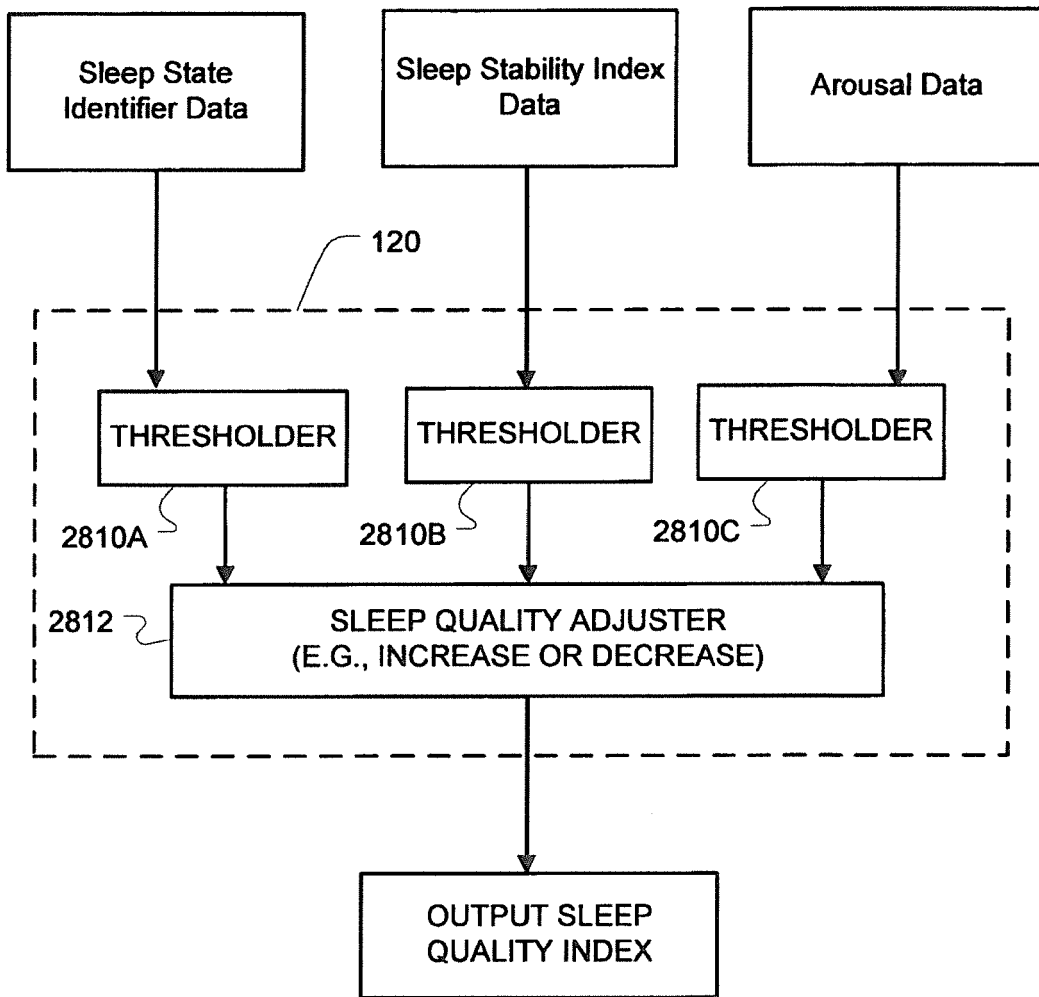 Sleep State
Identifier Data
Sleep Stability Index
Data
Arousal Data
120
THRESHOLDER
THRESHOLDER
THRESHOLDER
2810A
2810B
2810C
2812
SLEEP QUALITY ADJUSTER
(E.G., INCREASE OR DECREASE)
OUTPUT SLEEP
QUALITY INDEX